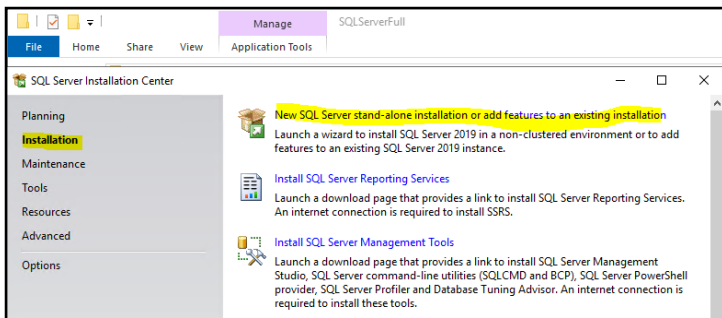 Manage
SQLServerFull
File
Home
Share
View
Application Tools
SQL Server Installation Center
Planning
Installation
Maintenance
Tools
Resources
Advanced
Options
New SQL Server stand-alone installation or add features to an existing installation
Launch a wizard to install SQL Server 2019 in a non-clustered environment or to add
features to an existing SQL Server 2019 instance.
Install SQL Server Reporting Services
Launch a download page that provides a link to install SQL Server Reporting Services.
An internet connection is required to install SSRS.
Install SQL Server Management Tools
Launch a download page that provides a link to install SQL Server Management
Studio, SQL Server command-line utilities (SQLCMD and BCP), SQL Server PowerShell
provider, SQL Server Profiler and Database Tuning Advisor. An internet connection is
required to install these tools.